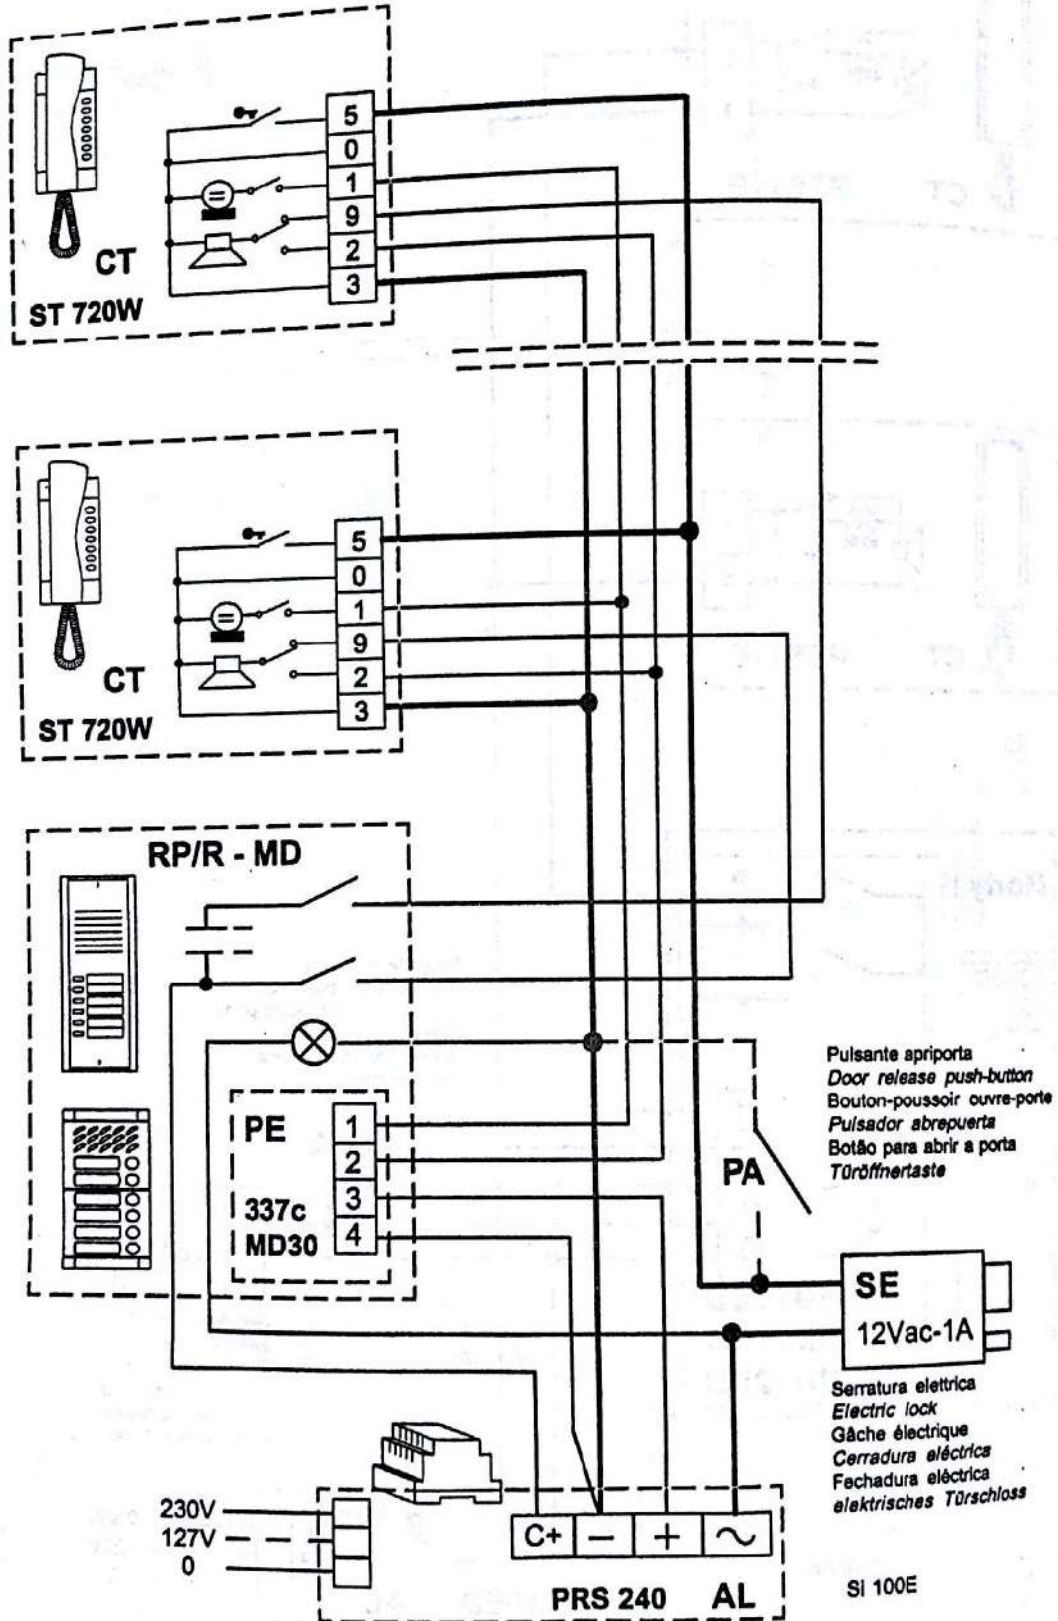 5
0
1
9
2
3
CT
ST 720W
5
0
1
9
2
3
CT
ST 720W
RP/R - MD
PE
337c
MD30
1
2
3
4
PA
Pulsante apriporta
Door release push-button
Bouton-poussoir ouvre-porte
Pulsador abrepuerta
Botão para abrir a porta
Türöffnertaste
SE
12Vac-1A
Serratura elettrica
Electric lock
Gâche électrique
Cerradura eléctrica
Fechadura eléctrica
elektrisches Türschloss
230V
127V
0
C+ − + ~
PRS 240 AL
SI 100E